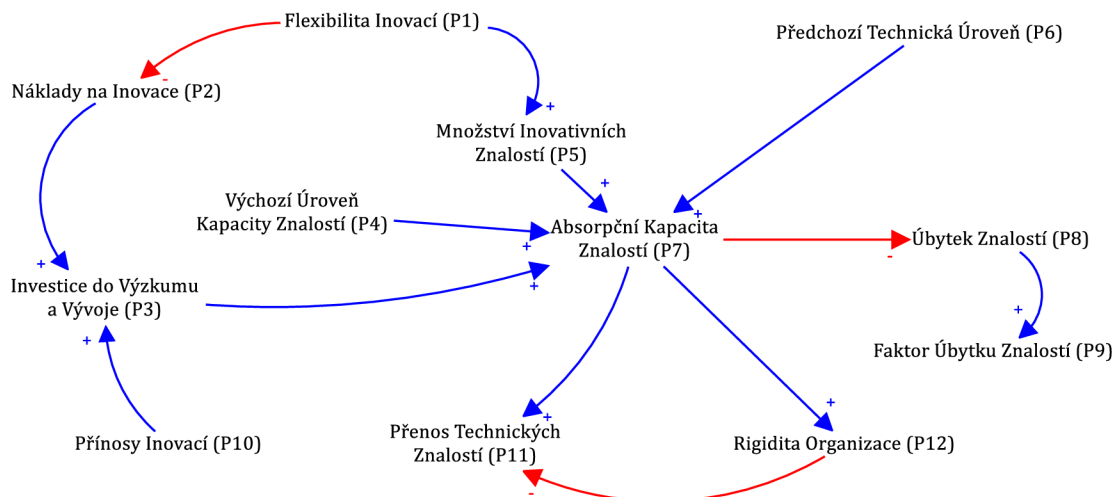 Flexibilita Inovací (P1)
Předchozí Technická Úroveň (P6)
-
Náklady na Inovace (P2)
+
Množství Inovativních
Znalostí (P5)
+
Výchozí Úroveň
Kapacity Znalostí (P4)
+
Absorpční Kapacita
Znalostí (P7)
+
Úbytek Znalostí (P8)
-
+
Investice do Výzkumu
a Vývoje (P3)
+
+
+
Faktor Úbytku Znalostí (P9)
+
Přínosy Inovací (P10)
+
Přenos Technických
Znalostí (P11)
+
Rigidita Organizace (P12)
-